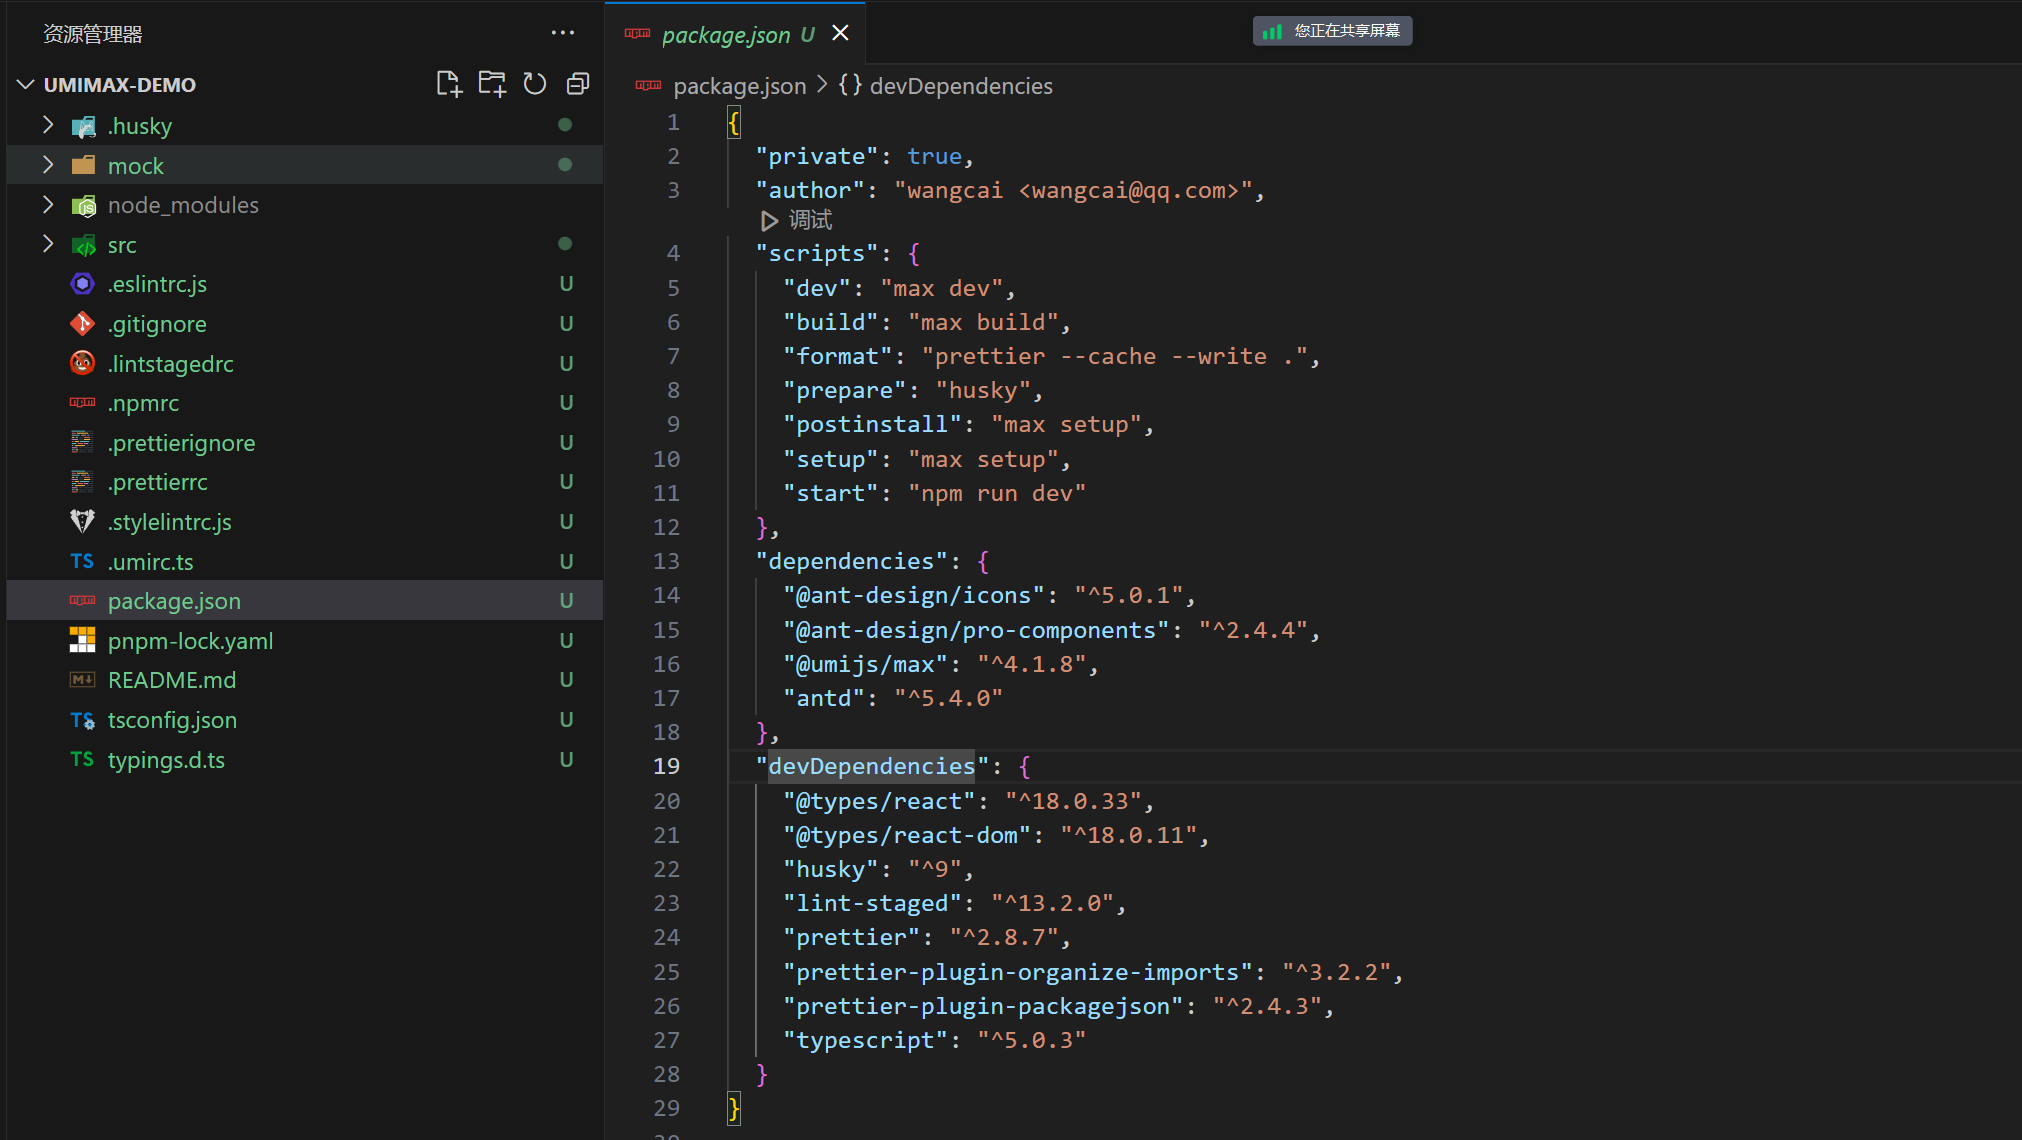 资源管理器
UMIMAX-DEMO
.husky
mock
node_modules
src
.eslintrc.js U
.gitignore U
.lintstagedrc U
.npmrc U
.prettierignore U
.prettierrc U
.stylelintrc.js U
TS .umirc.ts U
package.json U
pnpm-lock.yaml U
README.md U
TS tsconfig.json U
TS typings.d.ts U
package.json U
您正在共享屏幕
package.json > {} devDependencies
1 {
2 "private": true,
3 "author": "wangcai <wangcai@qq.com>",
调试
4 "scripts": {
5 "dev": "max dev",
6 "build": "max build",
7 "format": "prettier --cache --write .",
8 "prepare": "husky",
9 "postinstall": "max setup",
10 "setup": "max setup",
11 "start": "npm run dev"
12 },
13 "dependencies": {
14 "@ant-design/icons": "^5.0.1",
15 "@ant-design/pro-components": "^2.4.4",
16 "@umijs/max": "^4.1.8",
17 "antd": "^5.4.0"
18 },
19 "devDependencies": {
20 "@types/react": "^18.0.33",
21 "@types/react-dom": "^18.0.11",
22 "husky": "^9",
23 "lint-staged": "^13.2.0",
24 "prettier": "^2.8.7",
25 "prettier-plugin-organize-imports": "^3.2.2",
26 "prettier-plugin-packagejson": "^2.4.3",
27 "typescript": "^5.0.3"
28 }
29 }